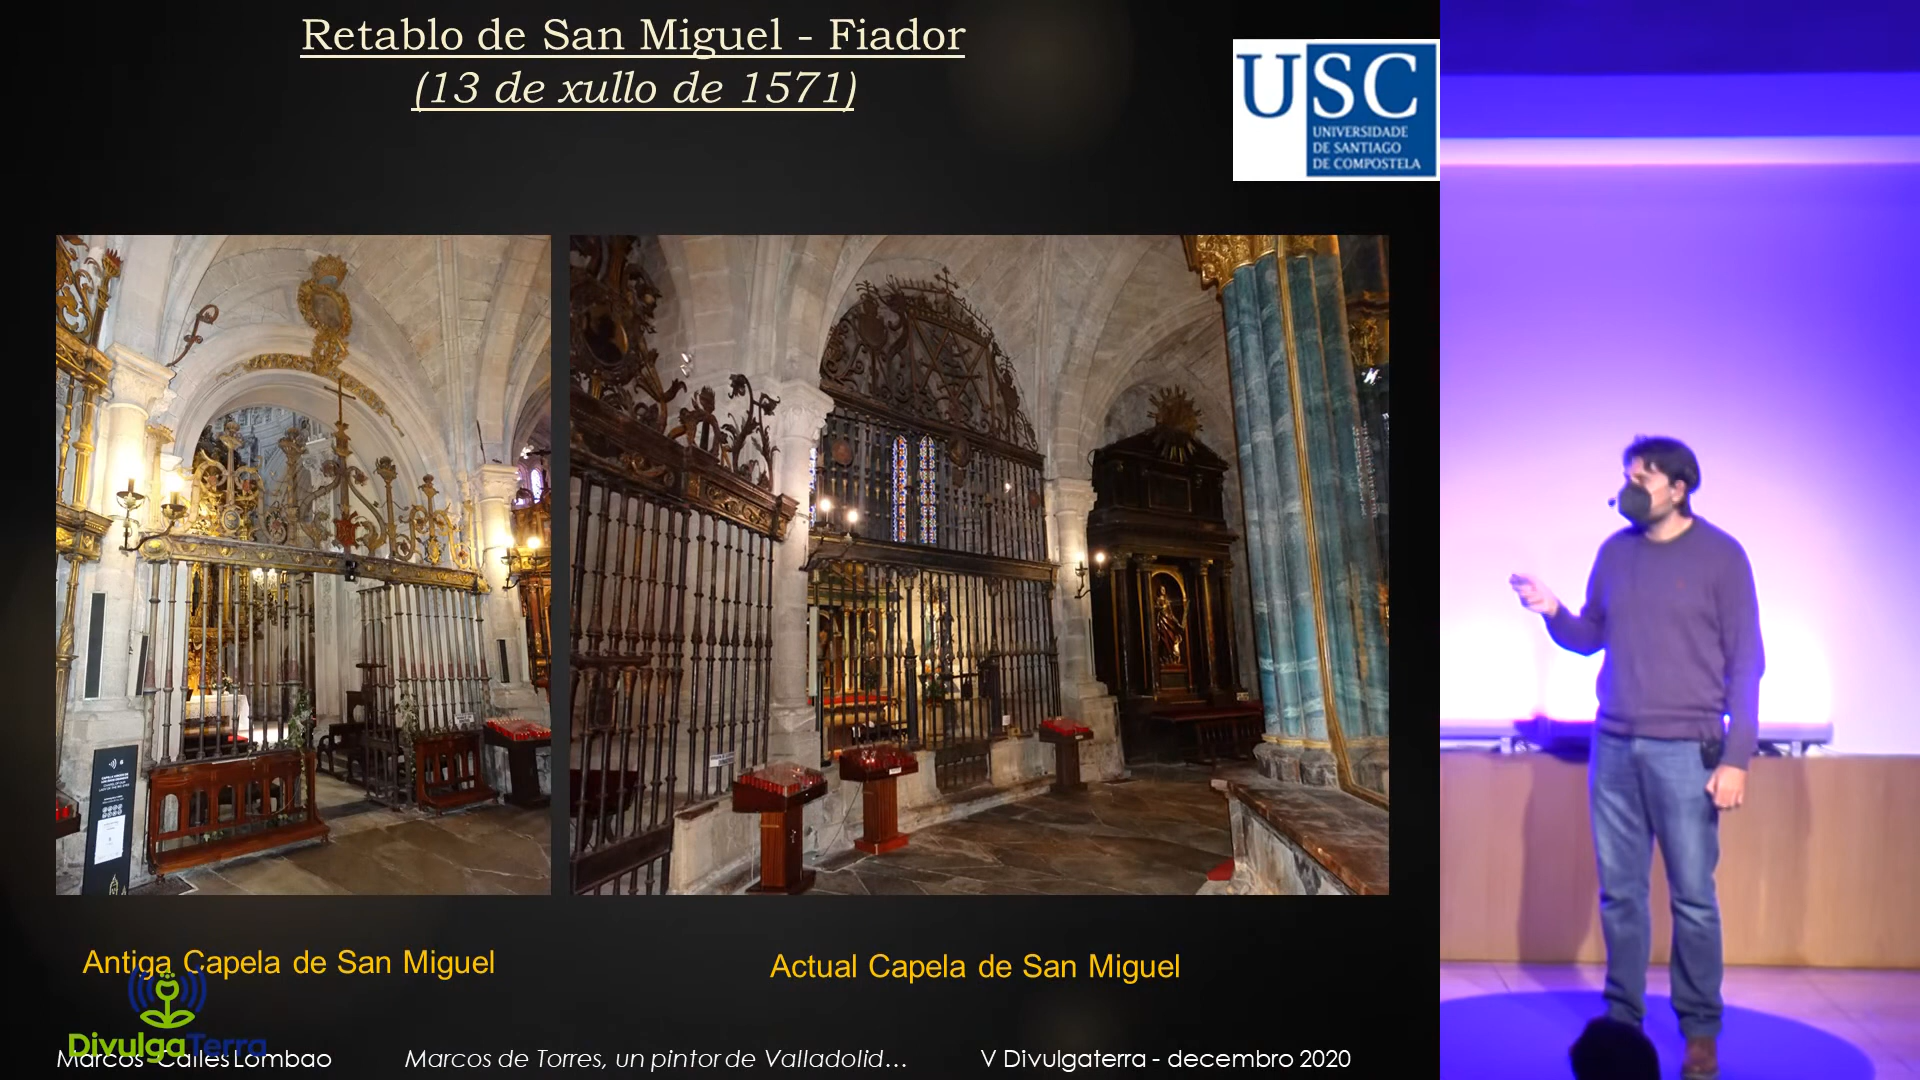 Retablo de San Miguel - Fiador
(13 de xullo de 1571)
USC
UNIVERSIDADE
DE SANTIAGO
DE COMPOSTELA
Antiga Capela de San Miguel
Actual Capela de San Miguel
DivulgaTerra
Marcos Calles Lombao
Marcos de Torres, un pintor de Valladolid...
V Divulgaterra - decembro 2020